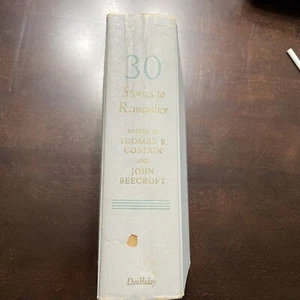 30
Stories to
Remember
EDITED BY
THOMAS B.
COSTAIN
AND
JOHN
BEECROFT
Doubleday